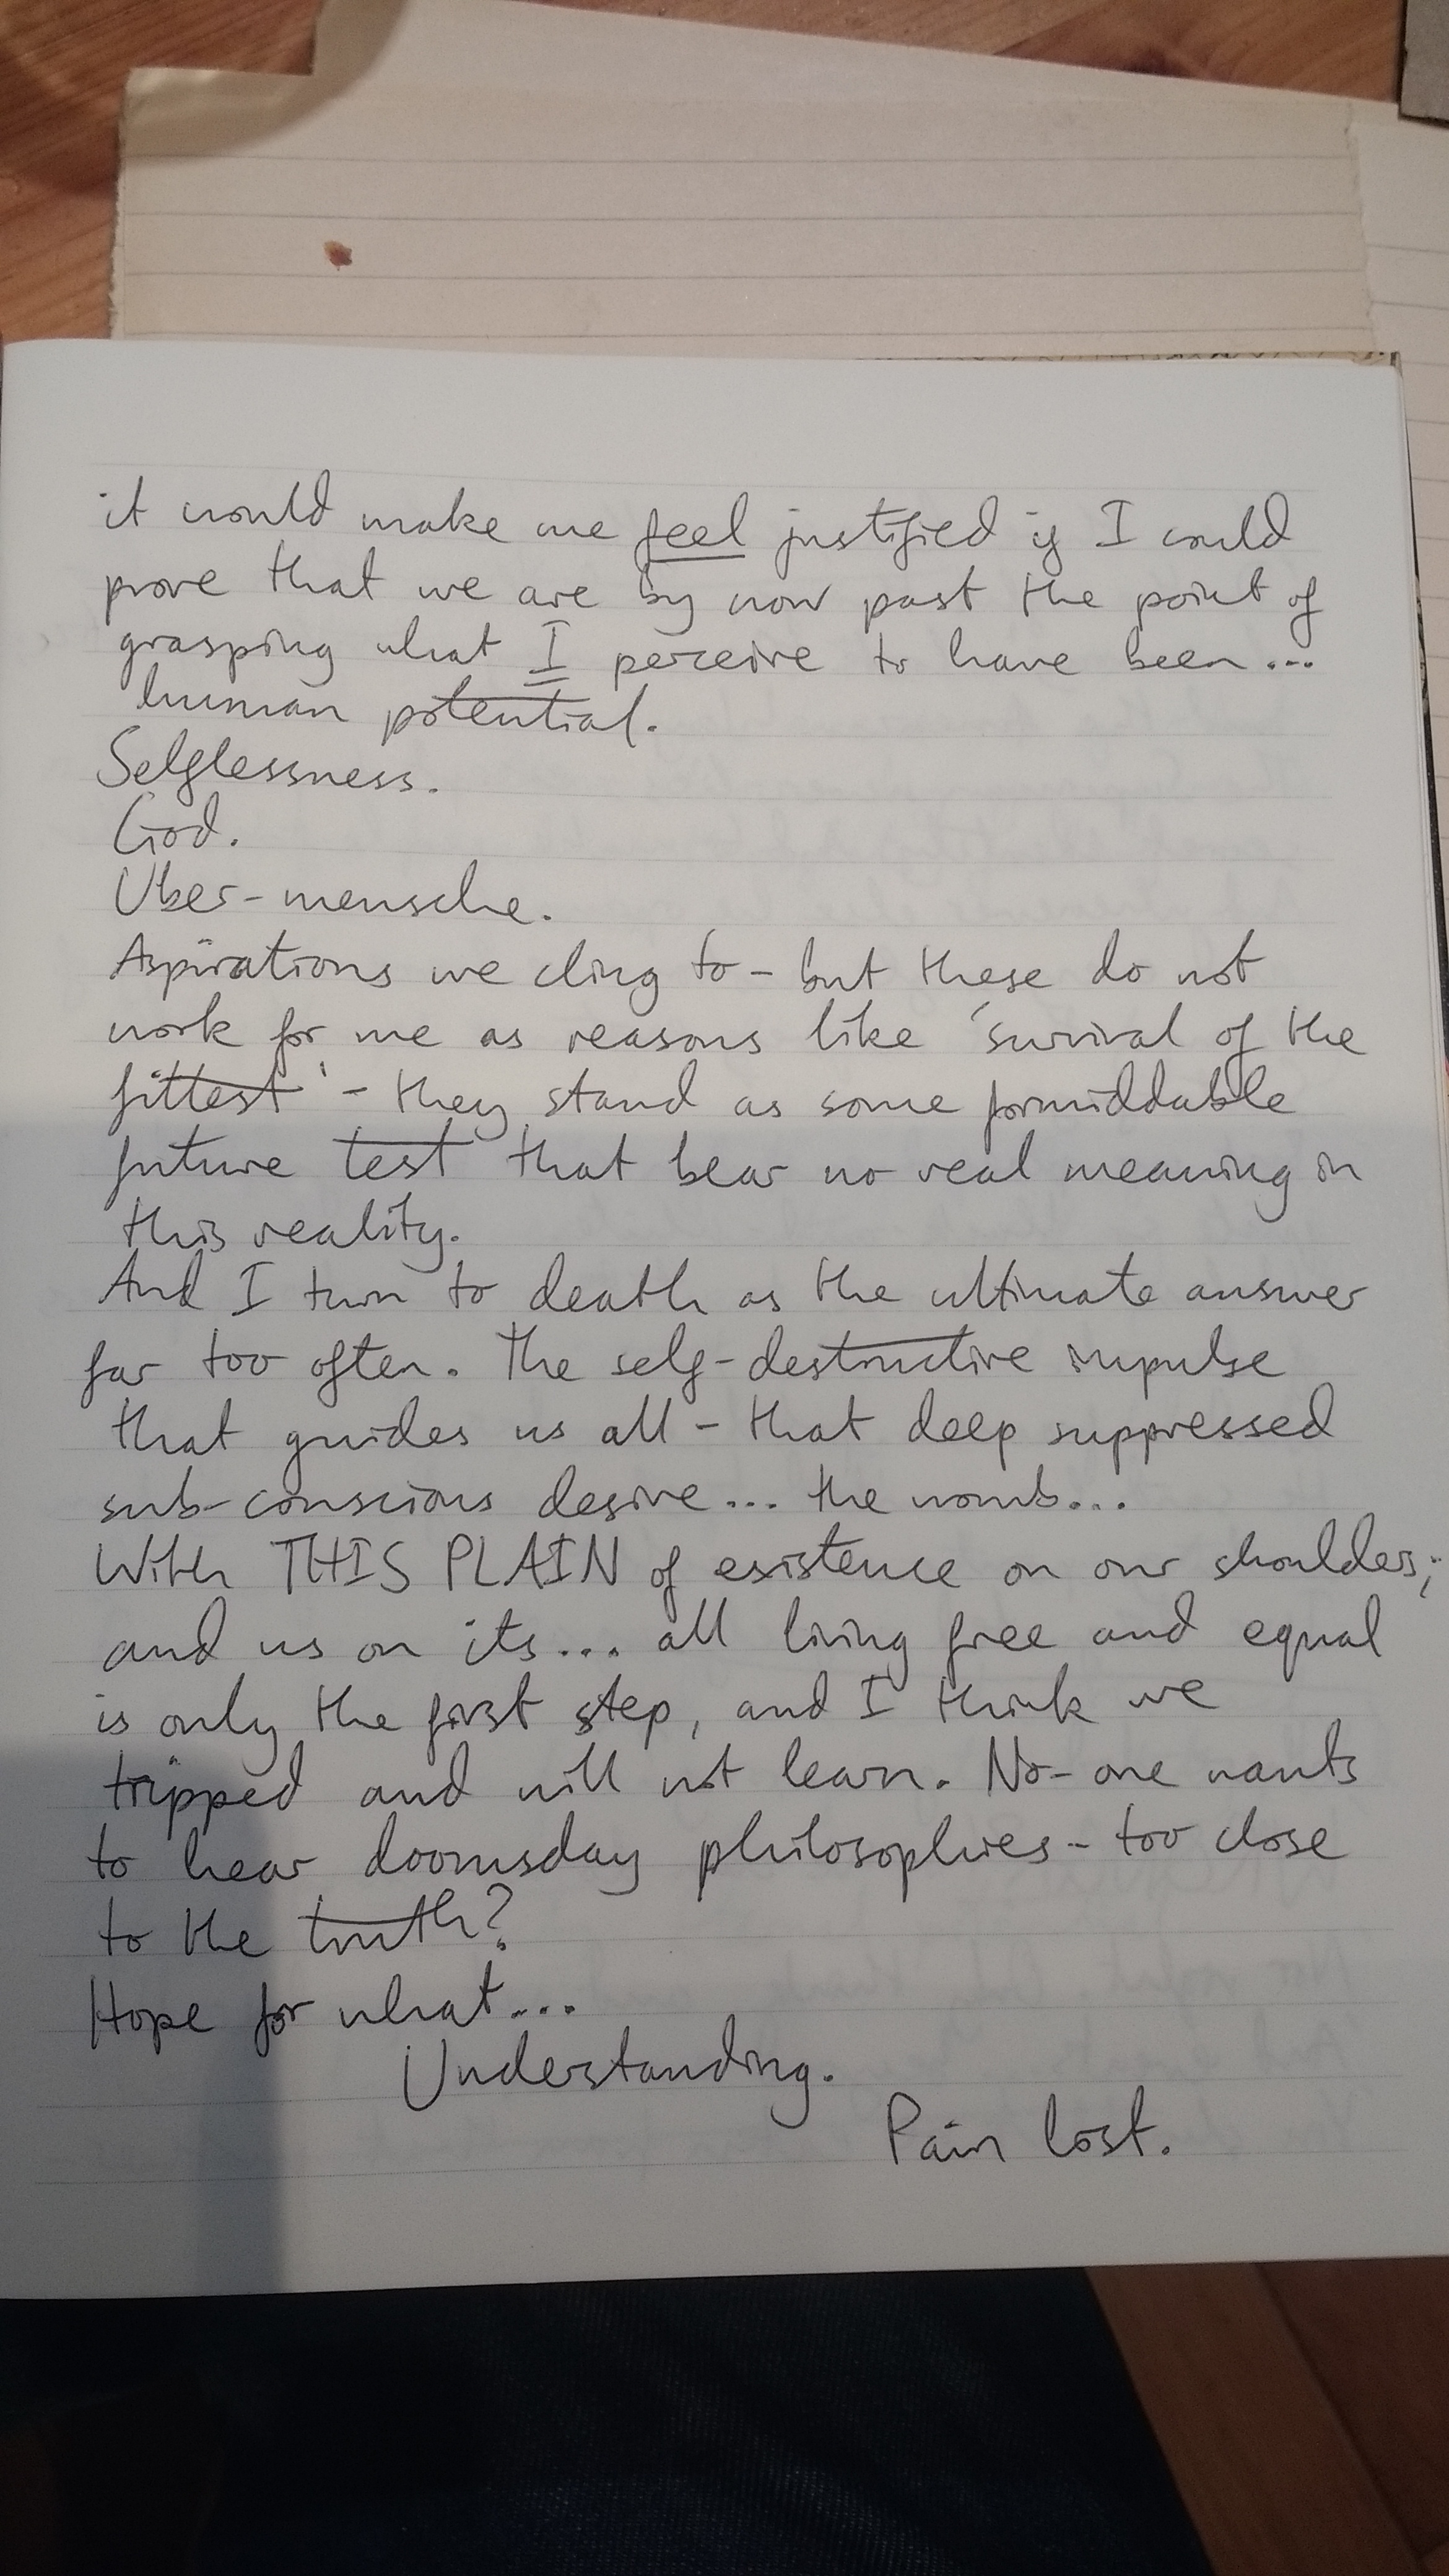 it would make me feel justified if I could
prove that we are by now past the point of
grasping what I perceive to have been...
human potential.
Selflessness.
God.
Uber-mensche.
Aspirations we cling to - but these do not
work for me as reasons like 'survival of the
fittest' - they stand as some formiddable
future test that bear no real meaning in
this reality.
And I turn to death as the ultimate answer
far too often. The self-destructive impulse
that guides us all - that deep suppressed
sub-conscious desire... the womb...
With THIS PLAIN of existence on our shoulders;
and us on its... all living free and equal
is only the first step, and I think we
tripped and will not learn. No-one wants
to hear doomsday philosophies - too close
to the truth?
Hope for what...
Understanding.
Pain lost.